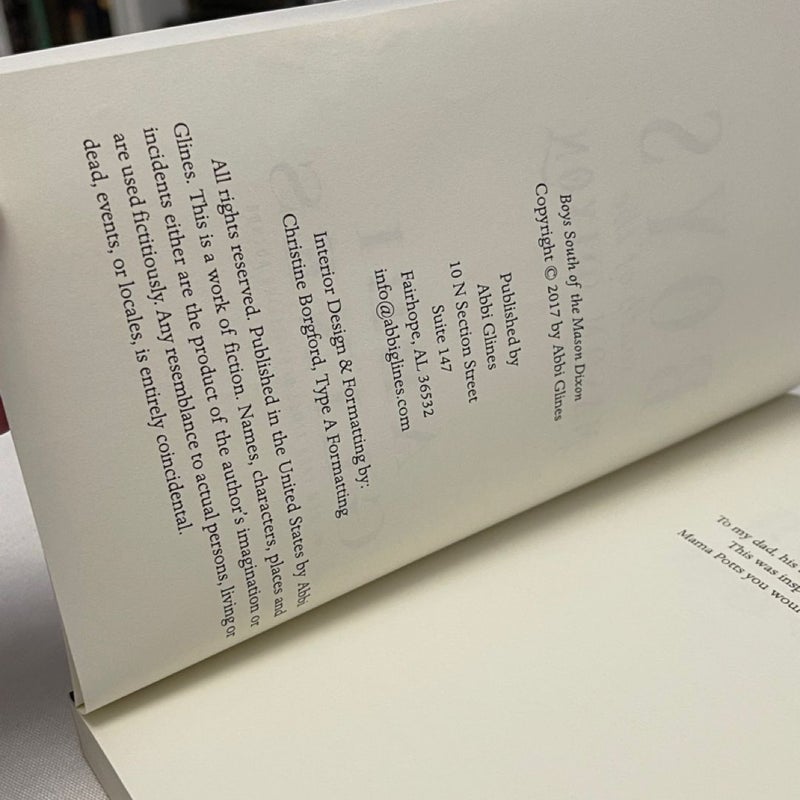 Boys South of the Mason Dixon
Copyright © 2017 by Abbi Glines
Published by
Abbi Glines
10 N Section Street
Suite 147
Fairhope, AL 36532
info@abbiglines.com
Interior Design & Formatting by:
Christine Borgford, Type A Formatting
All rights reserved. Published in the United States by Abbi
Glines. This is a work of fiction. Names, characters, places and
incidents either are the product of the author's imagination or
are used fictitiously. Any resemblance to actual persons, living or
dead, events, or locales, is entirely coincidental.
To my dad, his
This was
Mama Potts you